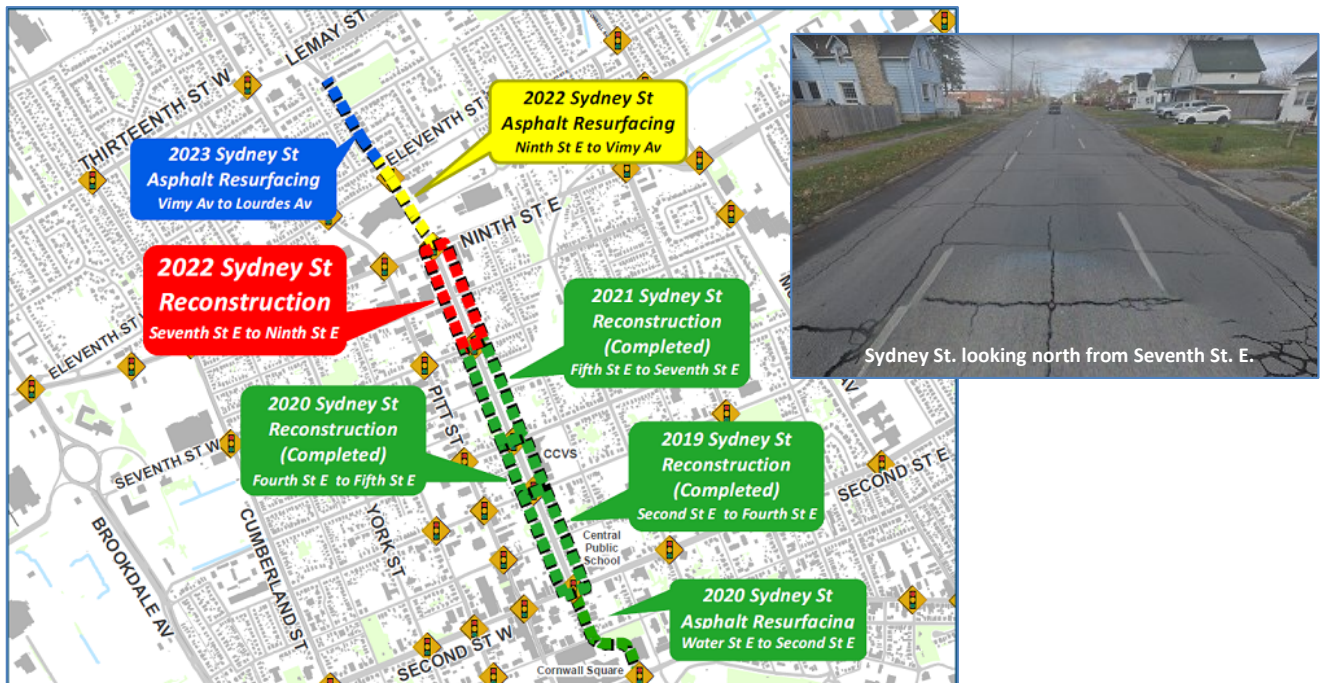 LEMAY ST
THIRTEENTH ST W
2022 Sydney St
Asphalt Resurfacing
Ninth St E to Vimy Av
ELEVENTH ST
2023 Sydney St
Asphalt Resurfacing
Vimy Av to Lourdes Av
NINTH ST E
2022 Sydney St
Reconstruction
Seventh St E to Ninth St E
2021 Sydney St
Reconstruction
(Completed)
Fifth St E to Seventh St E
ELEVENTH ST
PITT ST
2020 Sydney St
Reconstruction
(Completed)
Fourth St E to Fifth St E
2019 Sydney St
Reconstruction
(Completed)
Second St E to Fourth St E
CCVS
SEVENTH ST W
SECOND ST E
AV
BROOKDALE AV
CUMBERLAND ST
YORK ST
Central
Public
School
2020 Sydney St
Asphalt Resurfacing
Water St E to Second St E
SECOND ST W
Cornwall Square
Sydney St. looking north from Seventh St. E.